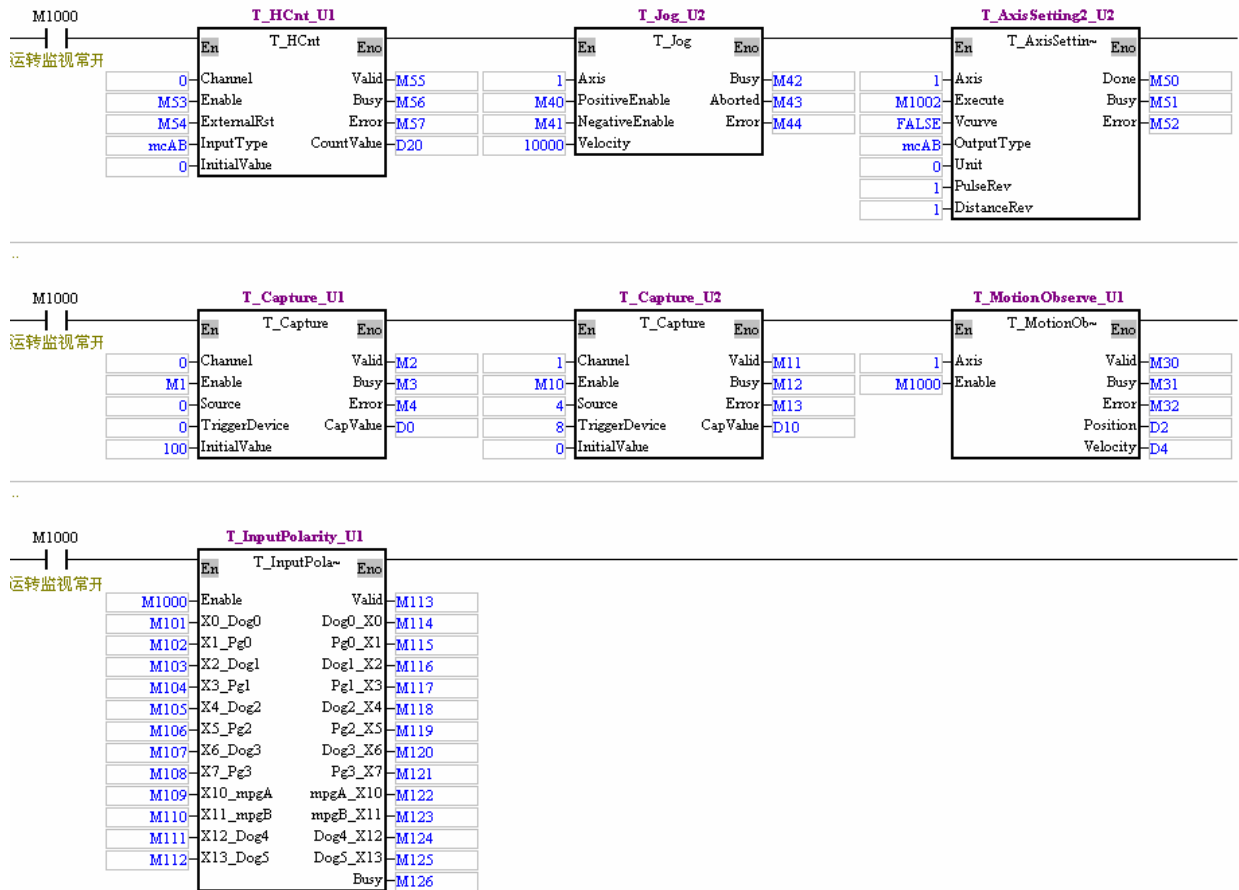 M1000 T_HCnt_U1 T_Jog_U2 T_AxisSetting2_U2
En T_HCnt Eno En T_Jog Eno En T_AxisSettin~ Eno
运转监视常开
0 Channel Valid M55 1 Axis Busy M42 1 Axis Done M50
M53 Enable Busy M56 M40 PositiveEnable Aborted M43 M1002 Execute Busy M51
M54 ExternalRst Error M57 M41 NegativeEnable Error M44 FALSE Vcurve Error M52
mcAB InputType CountValue D20 10000 Velocity mcAB OutputType
0 InitialValue 0 Unit
1 PulseRev
1 DistanceRev
..
M1000 T_Capture_U1 T_Capture_U2 T_MotionObserve_U1
En T_Capture Eno En T_Capture Eno En T_MotionOb~ Eno
运转监视常开
0 Channel Valid M2 1 Channel Valid M11 1 Axis Valid M30
M1 Enable Busy M3 M10 Enable Busy M12 M1000 Enable Busy M31
0 Source Error M4 4 Source Error M13 Error M32
0 TriggerDevice CapValue D0 8 TriggerDevice CapValue D10 Position D2
100 InitialValue 0 InitialValue Velocity D4
..
M1000 T_InputPolarity_U1
En T_InputPola~ Eno
运转监视常开
M1000 Enable Valid M113
M101 X0_Dog0 Dog0_X0 M114
M102 X1_Pg0 Pg0_X1 M115
M103 X2_Dog1 Dog1_X2 M116
M104 X3_Pg1 Pg1_X3 M117
M105 X4_Dog2 Dog2_X4 M118
M106 X5_Pg2 Pg2_X5 M119
M107 X6_Dog3 Dog3_X6 M120
M108 X7_Pg3 Pg3_X7 M121
M109 X10_mpgA mpgA_X10 M122
M110 X11_mpgB mpgB_X11 M123
M111 X12_Dog4 Dog4_X12 M124
M112 X13_Dog5 Dog5_X13 M125
Busy M126